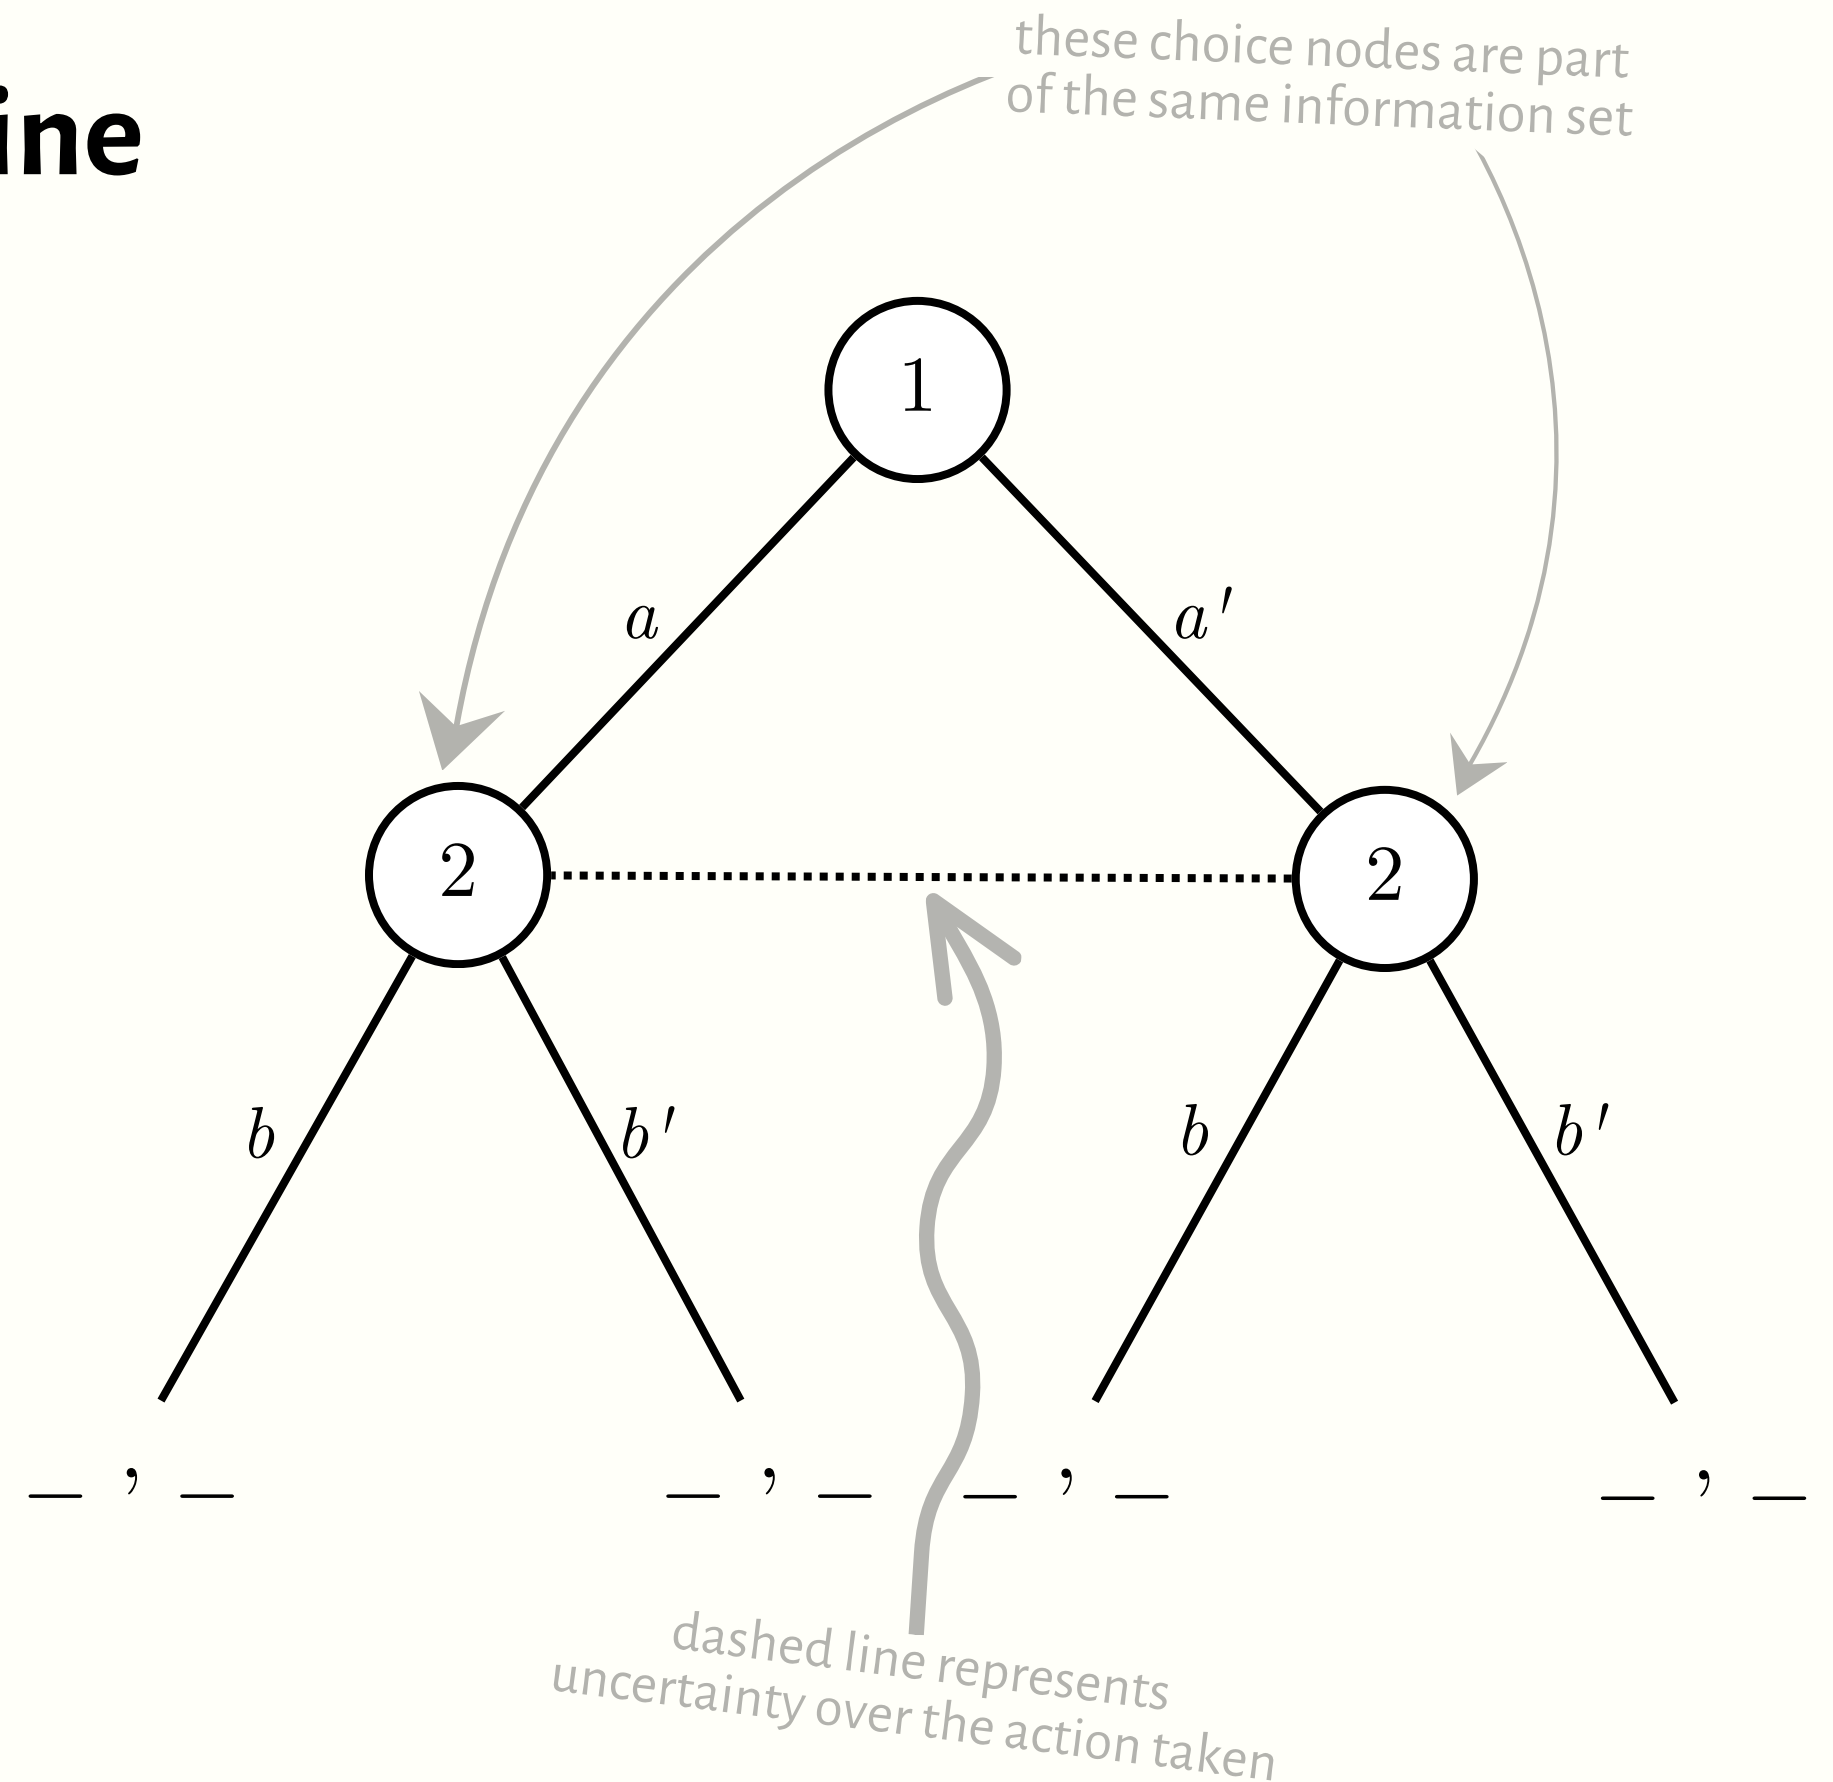 these choice nodes are part
of the same information set
ine
1
a a′
2 2
b b′ b b′
_ , _ _ , _ _ , _ _ , _
dashed line represents
uncertainty over the action taken